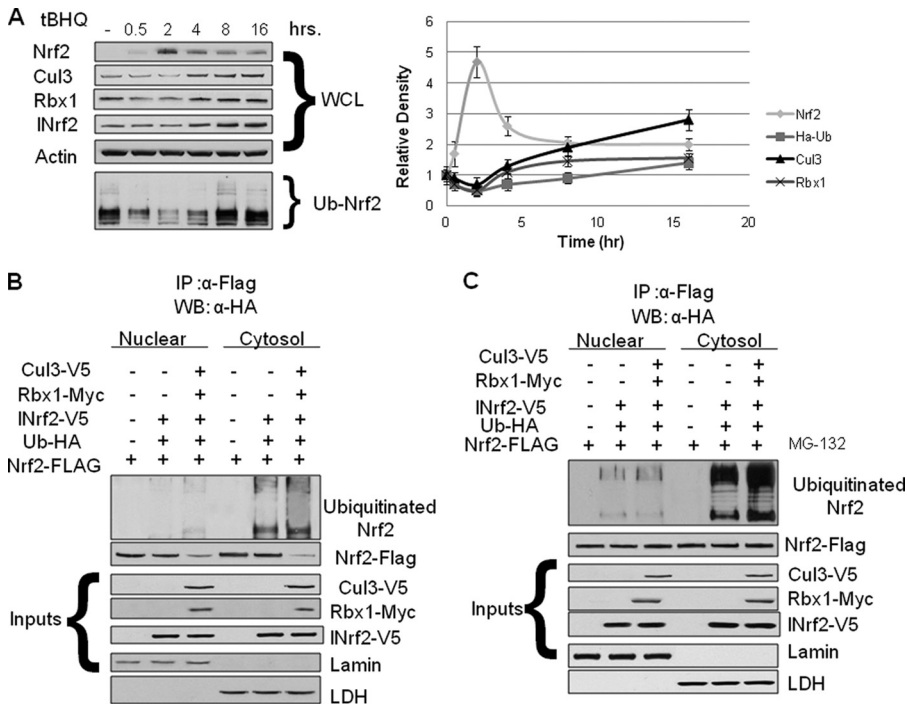 A
tBHQ
- 0.5 2 4 8 16 hrs.
Nrf2
Cul3
Rbx1
INrf2
Actin
WCL
Ub-Nrf2
Relative Density
6
5
4
3
2
1
0
0 5 10 15 20
Time (hr)
Nrf2
Ha-Ub
Cul3
Rbx1
B
IP :α-Flag
WB: α-HA
Nuclear Cytosol
Cul3-V5 - - + - - +
Rbx1-Myc - - + - - +
INrf2-V5 - + + - + +
Ub-HA - + + - + +
Nrf2-FLAG + + + + + +
Ubiquitinated
Nrf2
Nrf2-Flag
Inputs
Cul3-V5
Rbx1-Myc
INrf2-V5
Lamin
LDH
C
IP :α-Flag
WB: α-HA
Nuclear Cytosol
Cul3-V5 - - + - - +
Rbx1-Myc - - + - - +
INrf2-V5 - + + - + +
Ub-HA - + + - + +
Nrf2-FLAG + + + + + + MG-132
Ubiquitinated
Nrf2
Nrf2-Flag
Inputs
Cul3-V5
Rbx1-Myc
INrf2-V5
Lamin
LDH